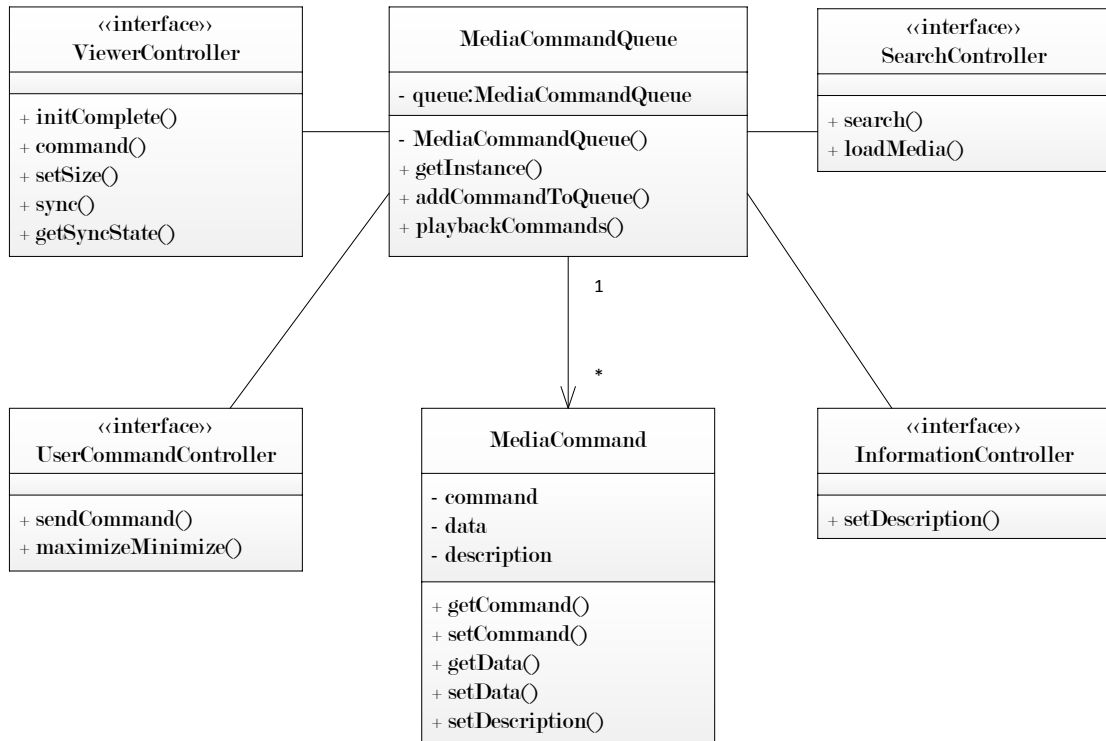 ‹‹interface››
ViewerController
+ initComplete()
+ command()
+ setSize()
+ sync()
+ getSyncState()
MediaCommandQueue
- queue:MediaCommandQueue
- MediaCommandQueue()
+ getInstance()
+ addCommandToQueue()
+ playbackCommands()
‹‹interface››
SearchController
+ search()
+ loadMedia()
1
*
‹‹interface››
UserCommandController
+ sendCommand()
+ maximizeMinimize()
MediaCommand
- command
- data
- description
+ getCommand()
+ setCommand()
+ getData()
+ setData()
+ setDescription()
‹‹interface››
InformationController
+ setDescription()